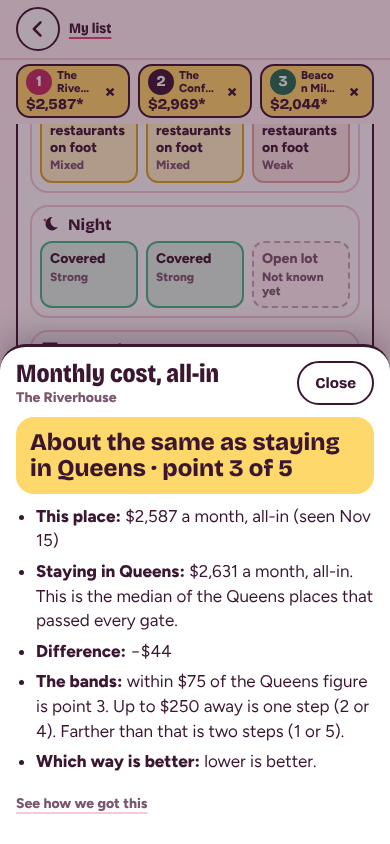 My list
1
The
Rive...
×
$2,587*
2
The
Conf...
×
$2,969*
3
Beaco
n Mil...
×
$2,044*
restaurants
on foot
Mixed
restaurants
on foot
Mixed
restaurants
on foot
Weak
Night
Covered
Strong
Covered
Strong
Open lot
Not known
yet
Monthly cost, all-in
The Riverhouse
Close
About the same as staying
in Queens · point 3 of 5
• This place: $2,587 a month, all-in (seen Nov
15)
• Staying in Queens: $2,631 a month, all-in.
This is the median of the Queens places that
passed every gate.
• Difference: −$44
• The bands: within $75 of the Queens figure
is point 3. Up to $250 away is one step (2 or
4). Farther than that is two steps (1 or 5).
• Which way is better: lower is better.
See how we got this